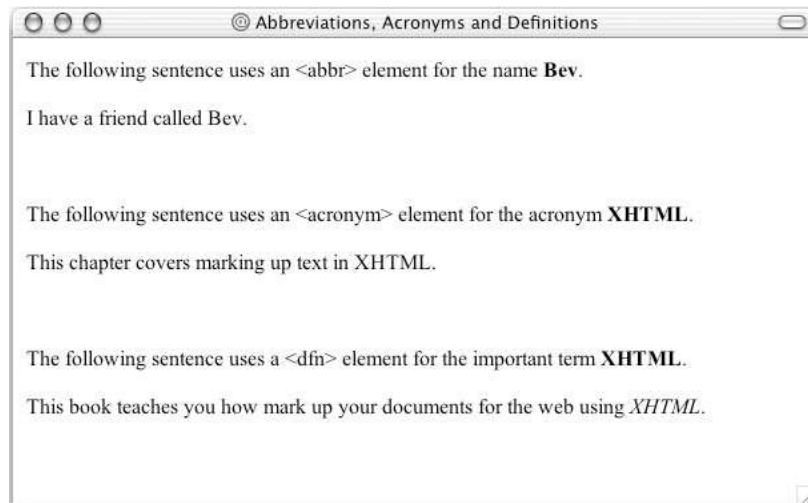 Abbreviations, Acronyms and Definitions
The following sentence uses an <abbr> element for the name Bev.
I have a friend called Bev.
The following sentence uses an <acronym> element for the acronym XHTML.
This chapter covers marking up text in XHTML.
The following sentence uses a <dfn> element for the important term XHTML.
This book teaches you how mark up your documents for the web using XHTML.